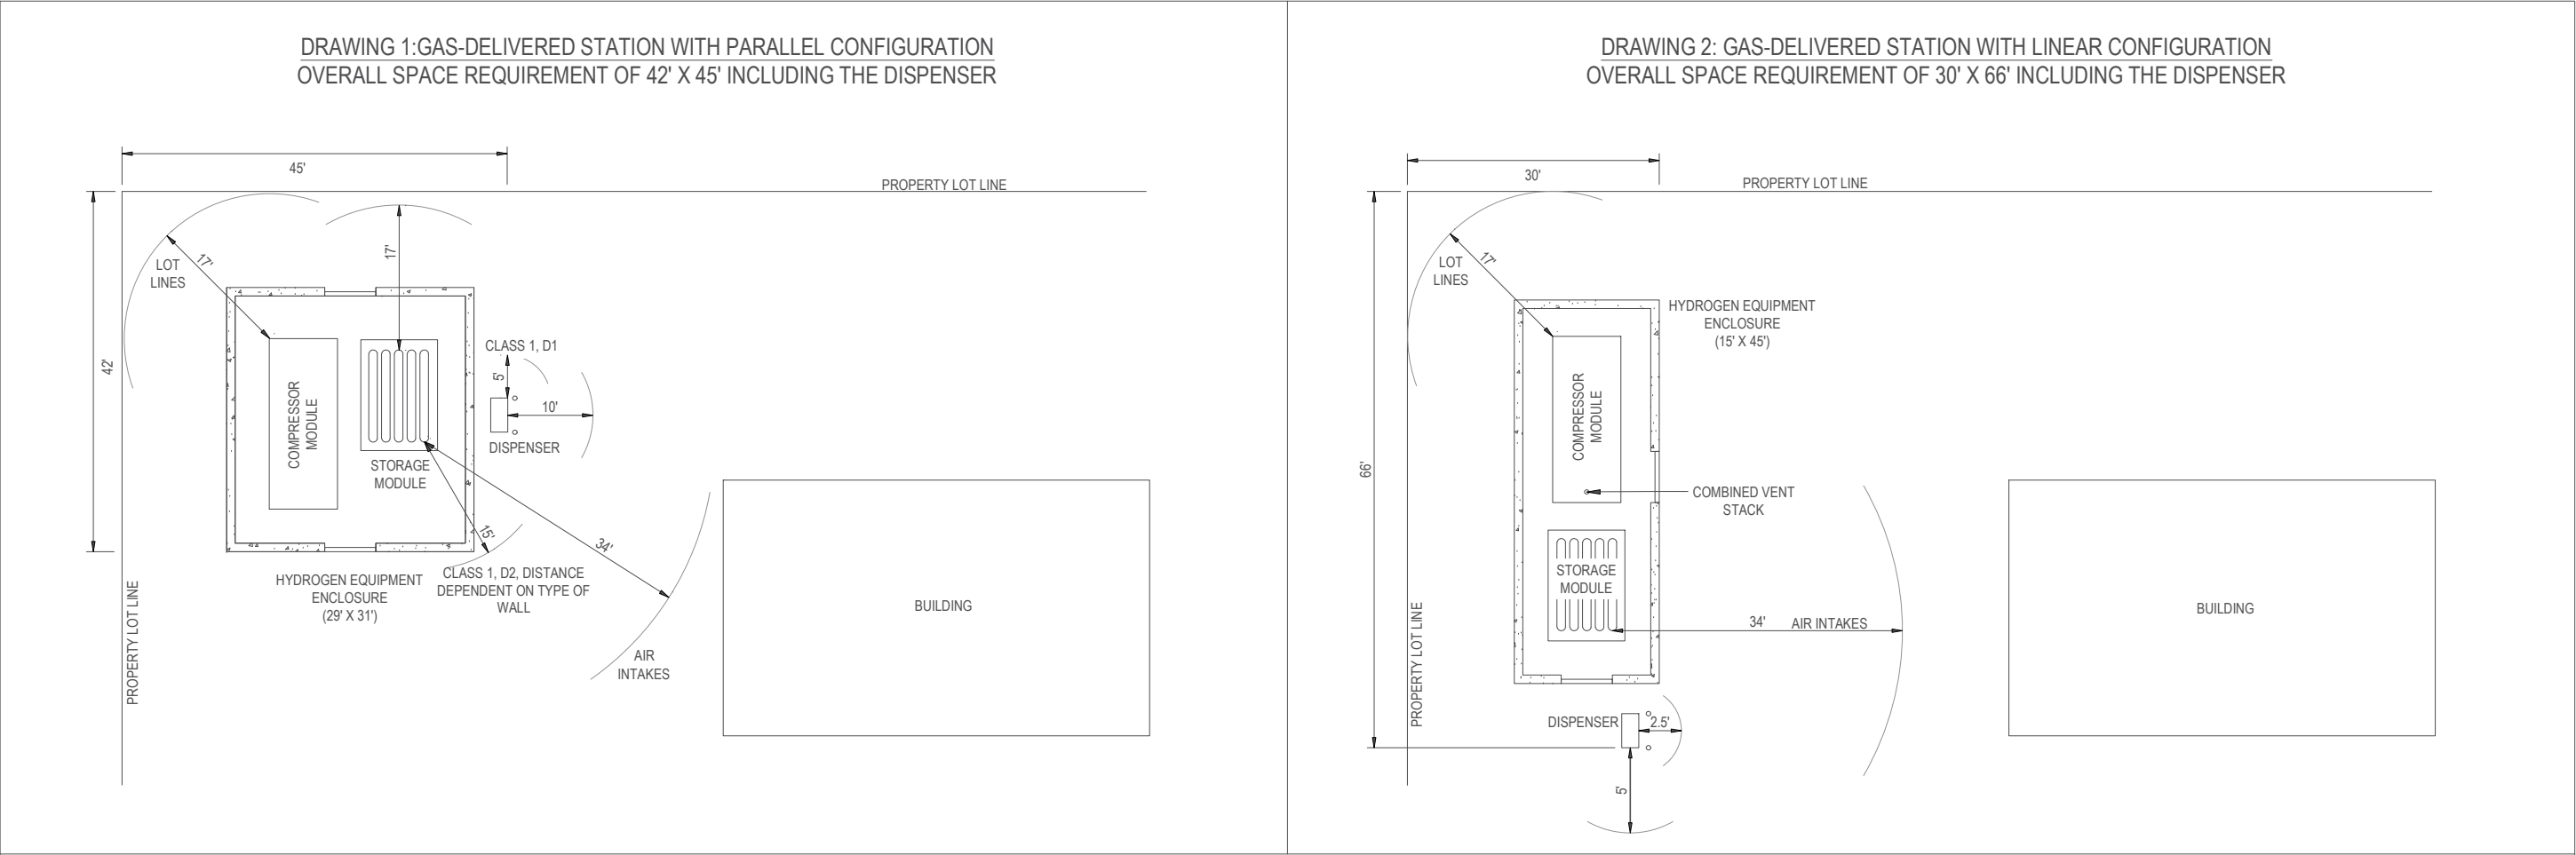 DRAWING 1:GAS-DELIVERED STATION WITH PARALLEL CONFIGURATION
OVERALL SPACE REQUIREMENT OF 42' X 45' INCLUDING THE DISPENSER
45'
PROPERTY LOT LINE
17'
LOT
LINES
17'
42'
CLASS 1, D1
5'
10'
COMPRESSOR
MODULE
DISPENSER
STORAGE
MODULE
15'
34'
HYDROGEN EQUIPMENT
ENCLOSURE
(29' X 31')
CLASS 1, D2, DISTANCE
DEPENDENT ON TYPE OF
WALL
PROPERTY LOT LINE
BUILDING
AIR
INTAKES
DRAWING 2: GAS-DELIVERED STATION WITH LINEAR CONFIGURATION
OVERALL SPACE REQUIREMENT OF 30' X 66' INCLUDING THE DISPENSER
30'
PROPERTY LOT LINE
17'
LOT
LINES
HYDROGEN EQUIPMENT
ENCLOSURE
(15' X 45')
COMPRESSOR
MODULE
66'
COMBINED VENT
STACK
STORAGE
MODULE
34'
AIR INTAKES
BUILDING
PROPERTY LOT LINE
DISPENSER
2.5'
5'